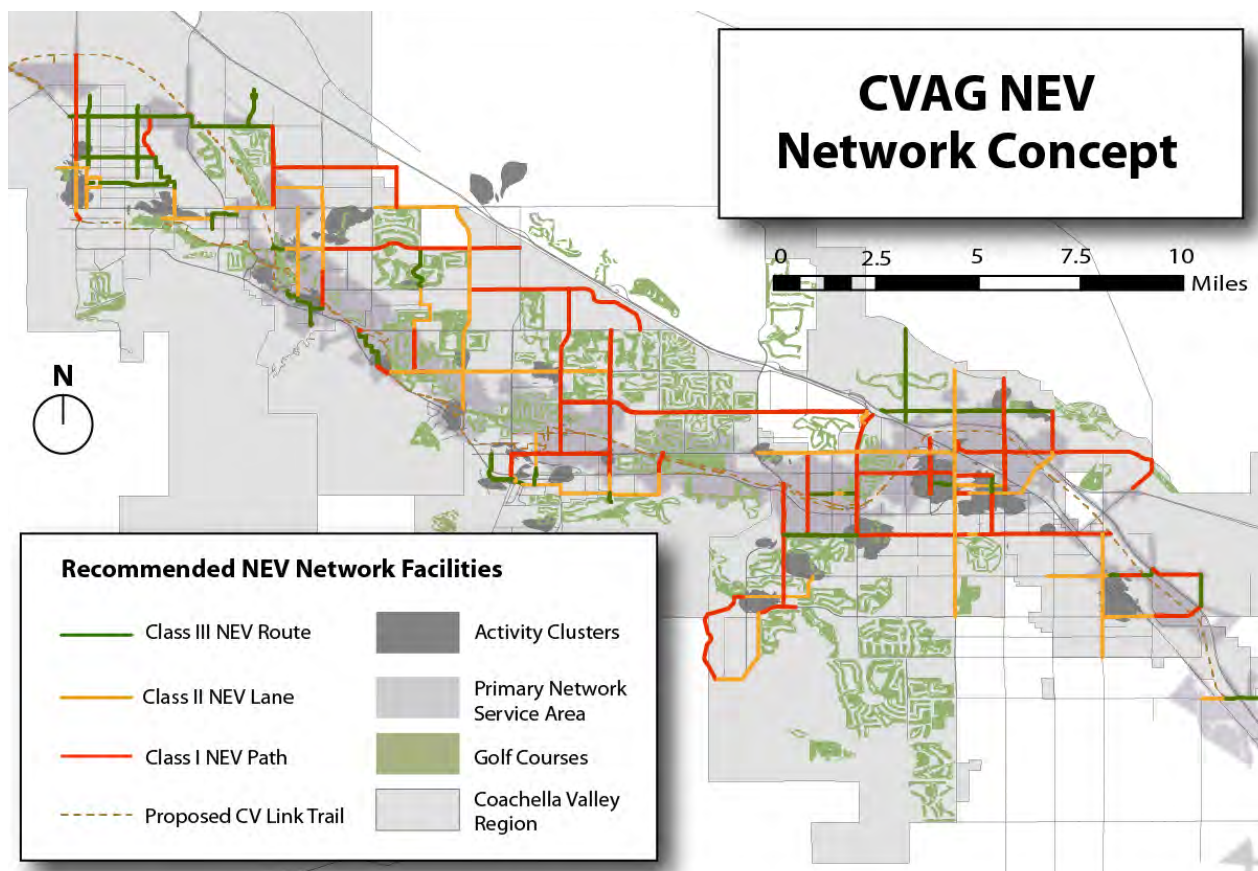 CVAG NEV
Network Concept
0 2.5 5 7.5 10
Miles
N
Recommended NEV Network Facilities
Class III NEV Route
Class II NEV Lane
Class I NEV Path
Proposed CV Link Trail
Activity Clusters
Primary Network
Service Area
Golf Courses
Coachella Valley
Region